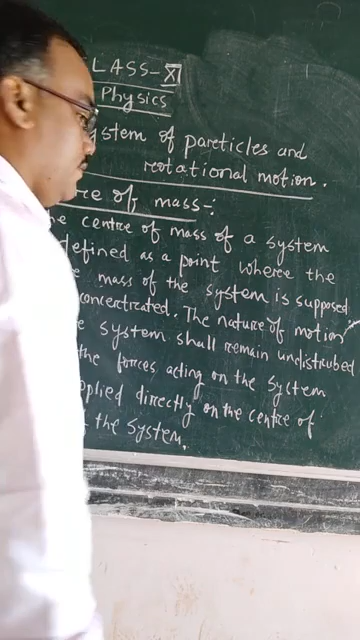 LASS-XI
Physics
ystem of pareticles and
rotational motion.
re of mass-:
he centre of mass of a system
defined as a point where the
e mass of the system is supposed
concentrated. The nature of motion
e system shall remain undistrubed
the forces acting on the system
pplied directly on the centre of
the System.